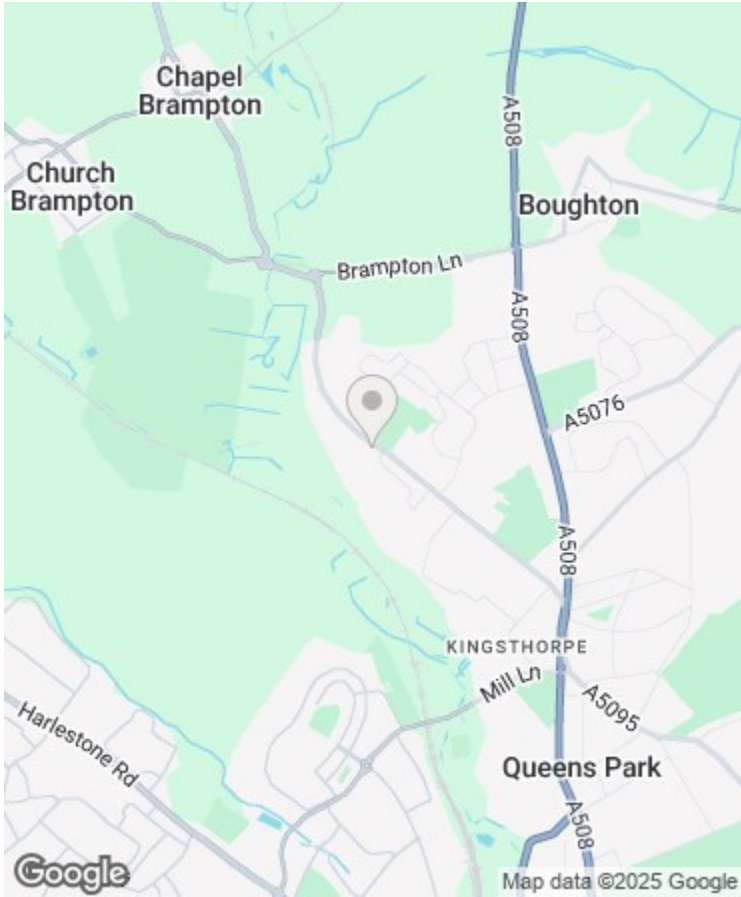 Chapel
Brampton
A508
Church
Brampton
Boughton
Brampton Ln
A508
A5076
A508
KINGSTHORPE
Mill Ln
A5095
Harlestone Rd
Queens Park
A508
Google
Map data ©2025 Google